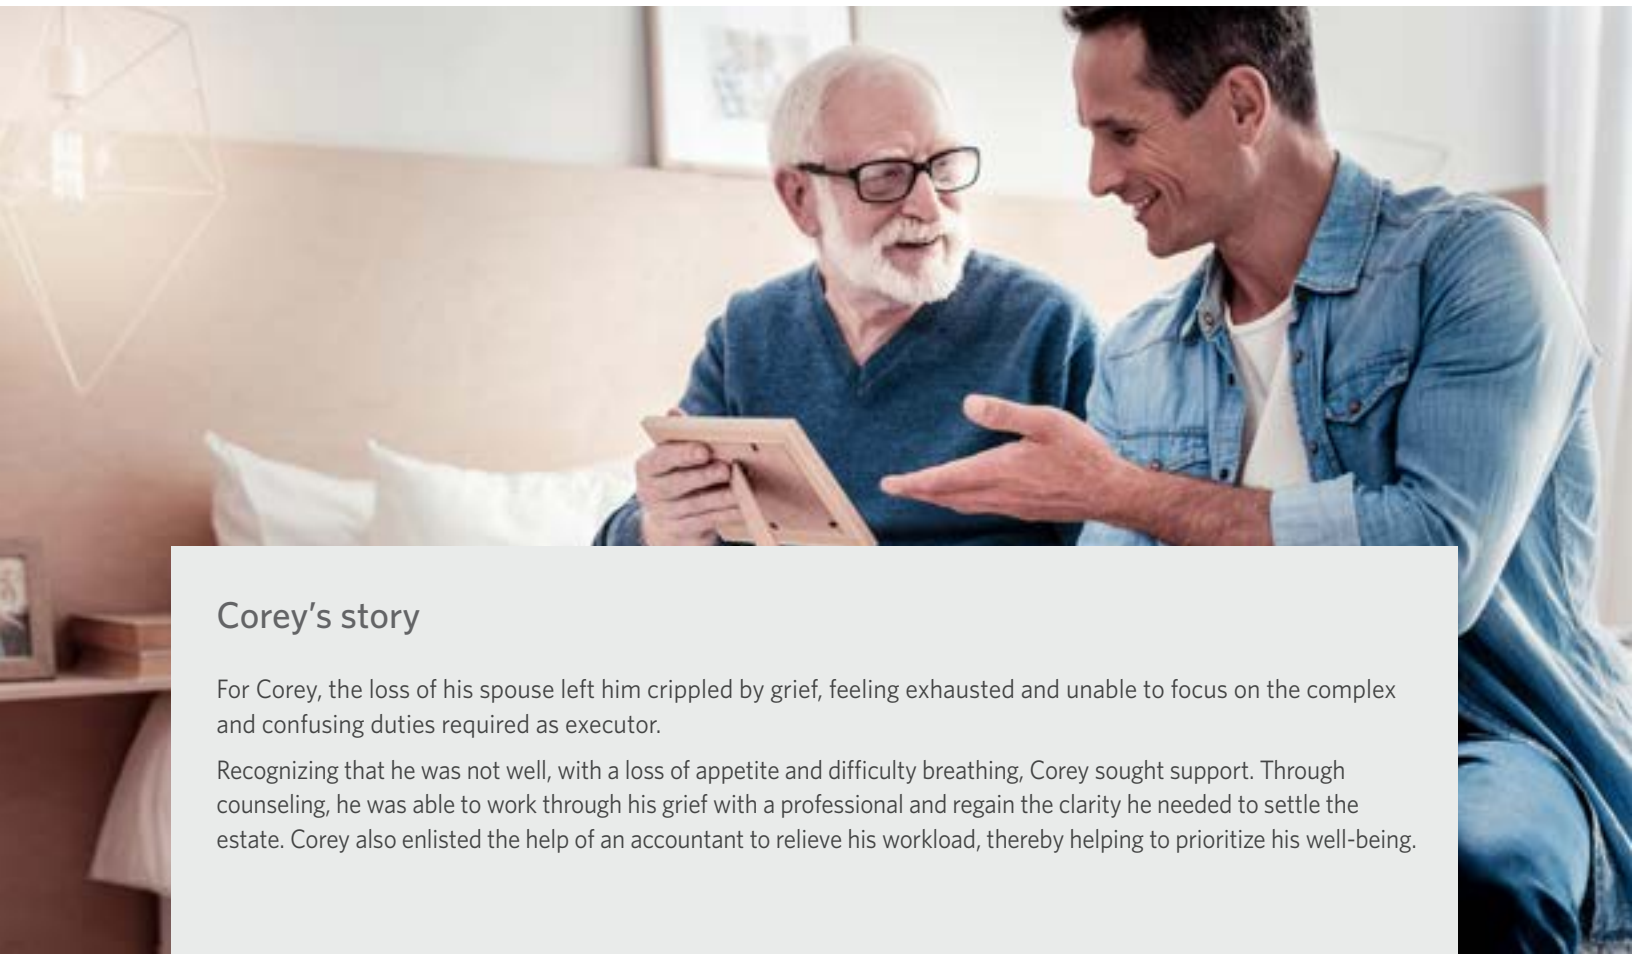 Corey’s story
For Corey, the loss of his spouse left him crippled by grief, feeling exhausted and unable to focus on the complex
and confusing duties required as executor.
Recognizing that he was not well, with a loss of appetite and difficulty breathing, Corey sought support. Through
counseling, he was able to work through his grief with a professional and regain the clarity he needed to settle the
estate. Corey also enlisted the help of an accountant to relieve his workload, thereby helping to prioritize his well-being.